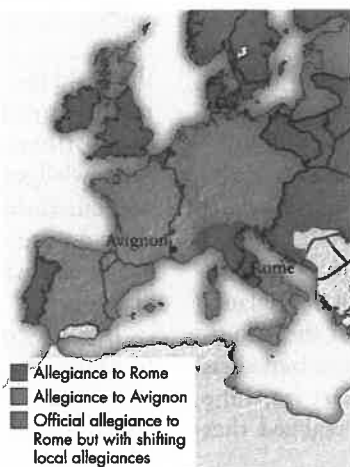 Avignon
Rome
Allegiance to Rome
Allegiance to Avignon
Official allegiance to
Rome but with shifting
local allegiances